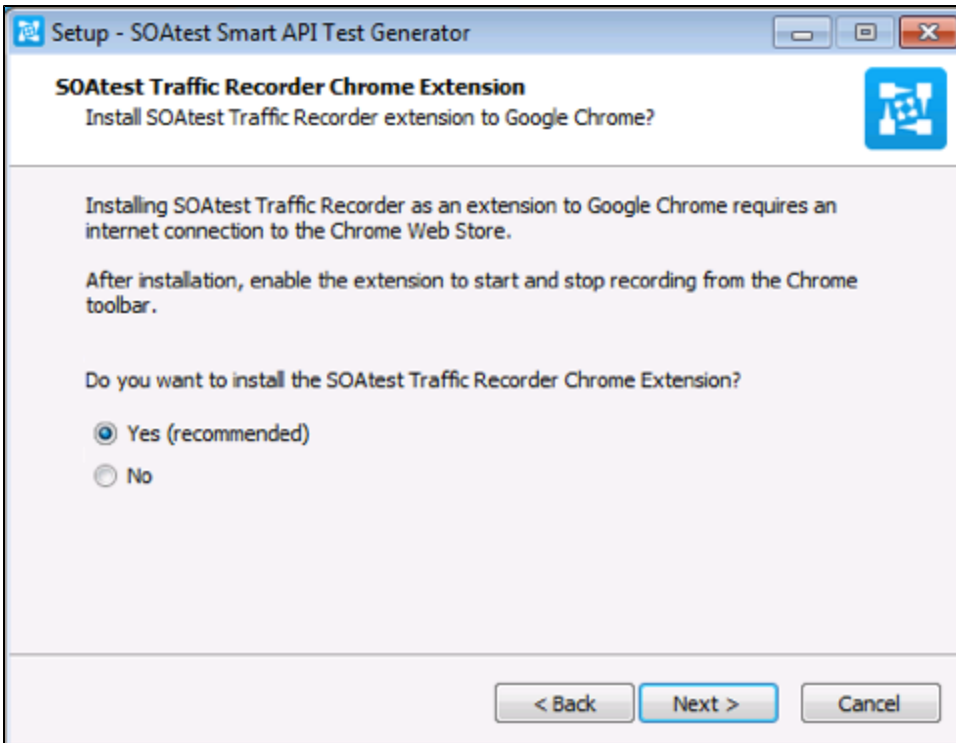 Setup - SOAtest Smart API Test Generator
SOAtest Traffic Recorder Chrome Extension
Install SOAtest Traffic Recorder extension to Google Chrome?
Installing SOAtest Traffic Recorder as an extension to Google Chrome requires an
internet connection to the Chrome Web Store.
After installation, enable the extension to start and stop recording from the Chrome
toolbar.
Do you want to install the SOAtest Traffic Recorder Chrome Extension?
Yes (recommended)
No
< Back Next > Cancel